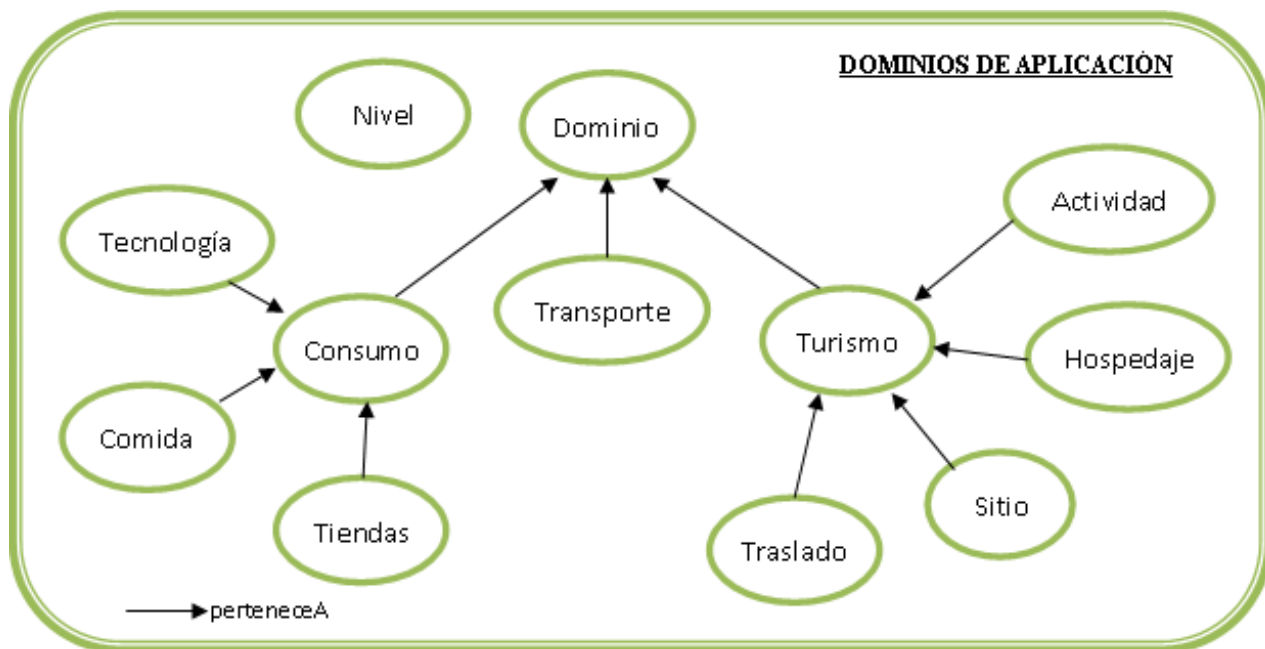 DOMINIOS DE APLICACIÓN
Nivel
Dominio
Actividad
Tecnología
Transporte
Turismo
Consumo
Hospedaje
Comida
Sitio
Tiendas
Traslado
perteneceA